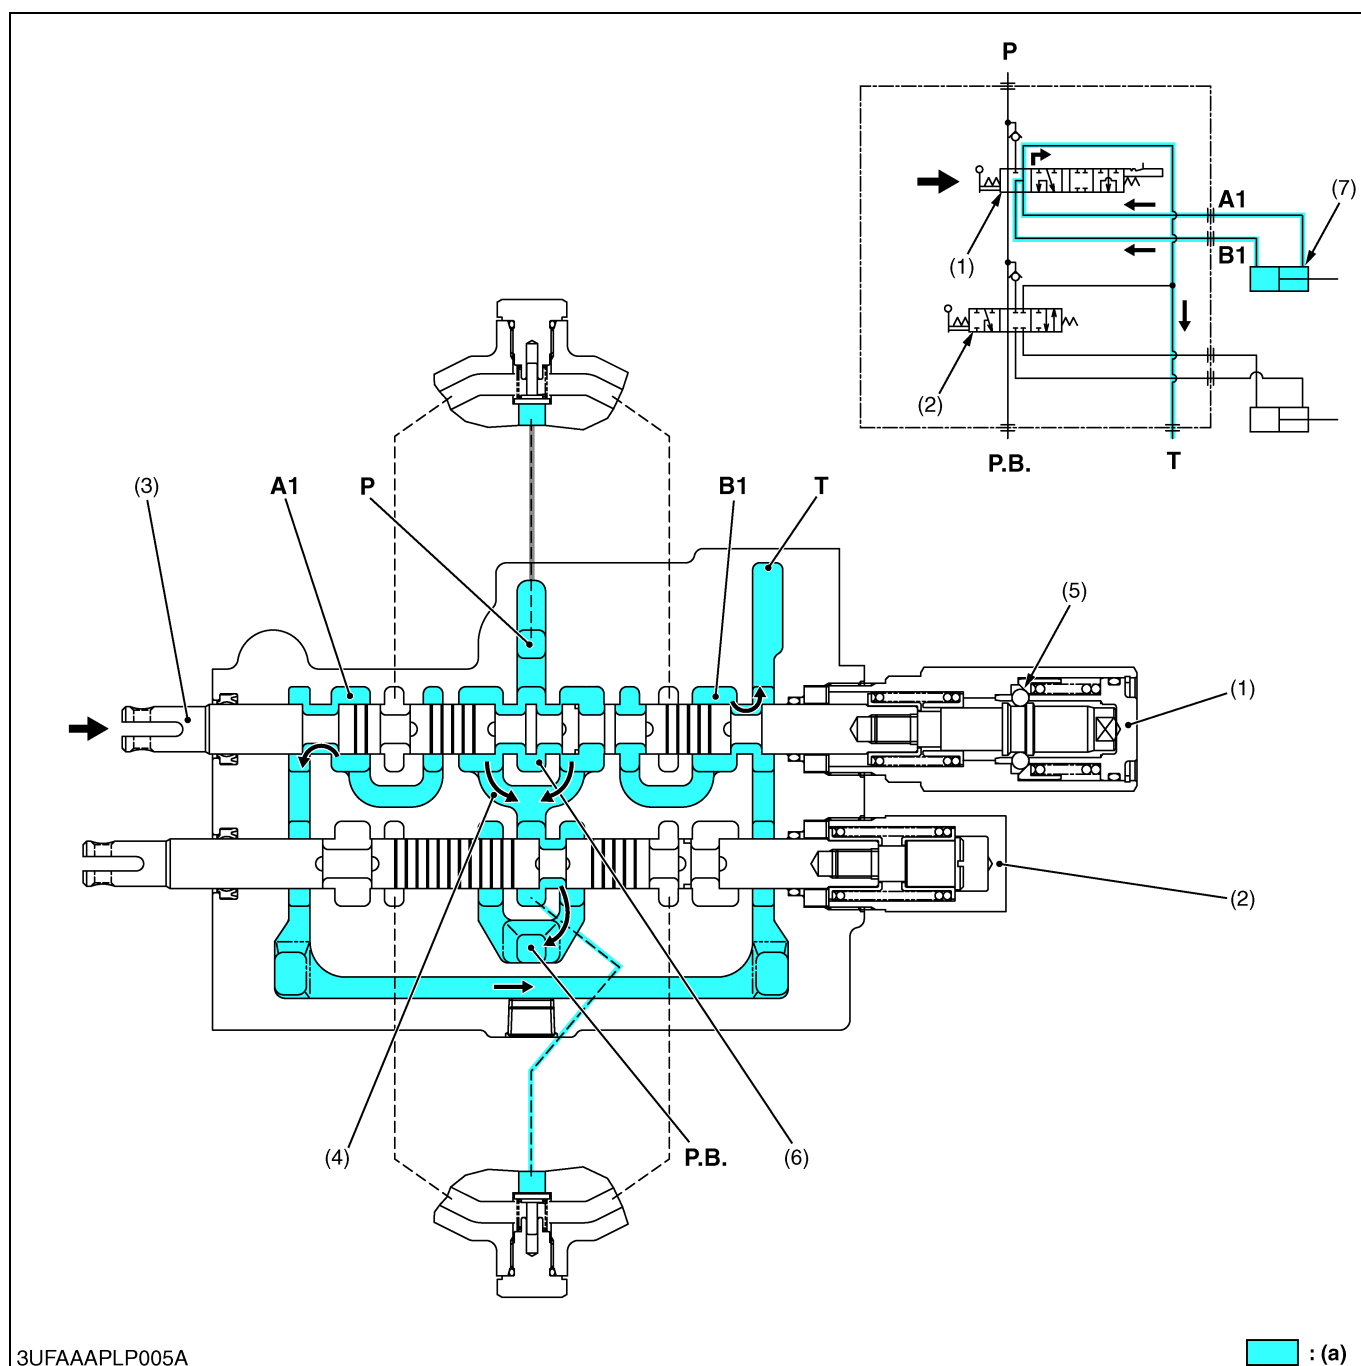 P
A1
(7)
(1)
B1
(2)
P.B.
T
(3)
A1
P
B1
T
(5)
(1)
(2)
(4)
P.B.
(6)
3UFAAAPLP005A
: (a)